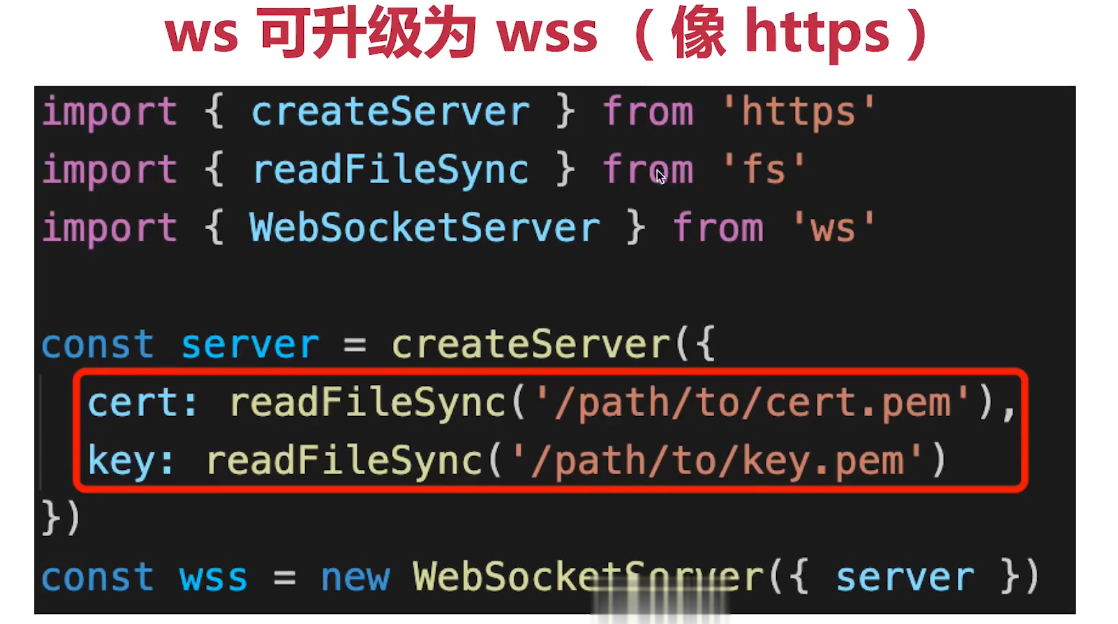 ws 可升级为 wss （像 https）
import { createServer } from 'https'
import { readFileSync } from 'fs'
import { WebSocketServer } from 'ws'
const server = createServer({
cert: readFileSync('/path/to/cert.pem'),
key: readFileSync('/path/to/key.pem')
})
const wss = new WebSocketServer({ server })